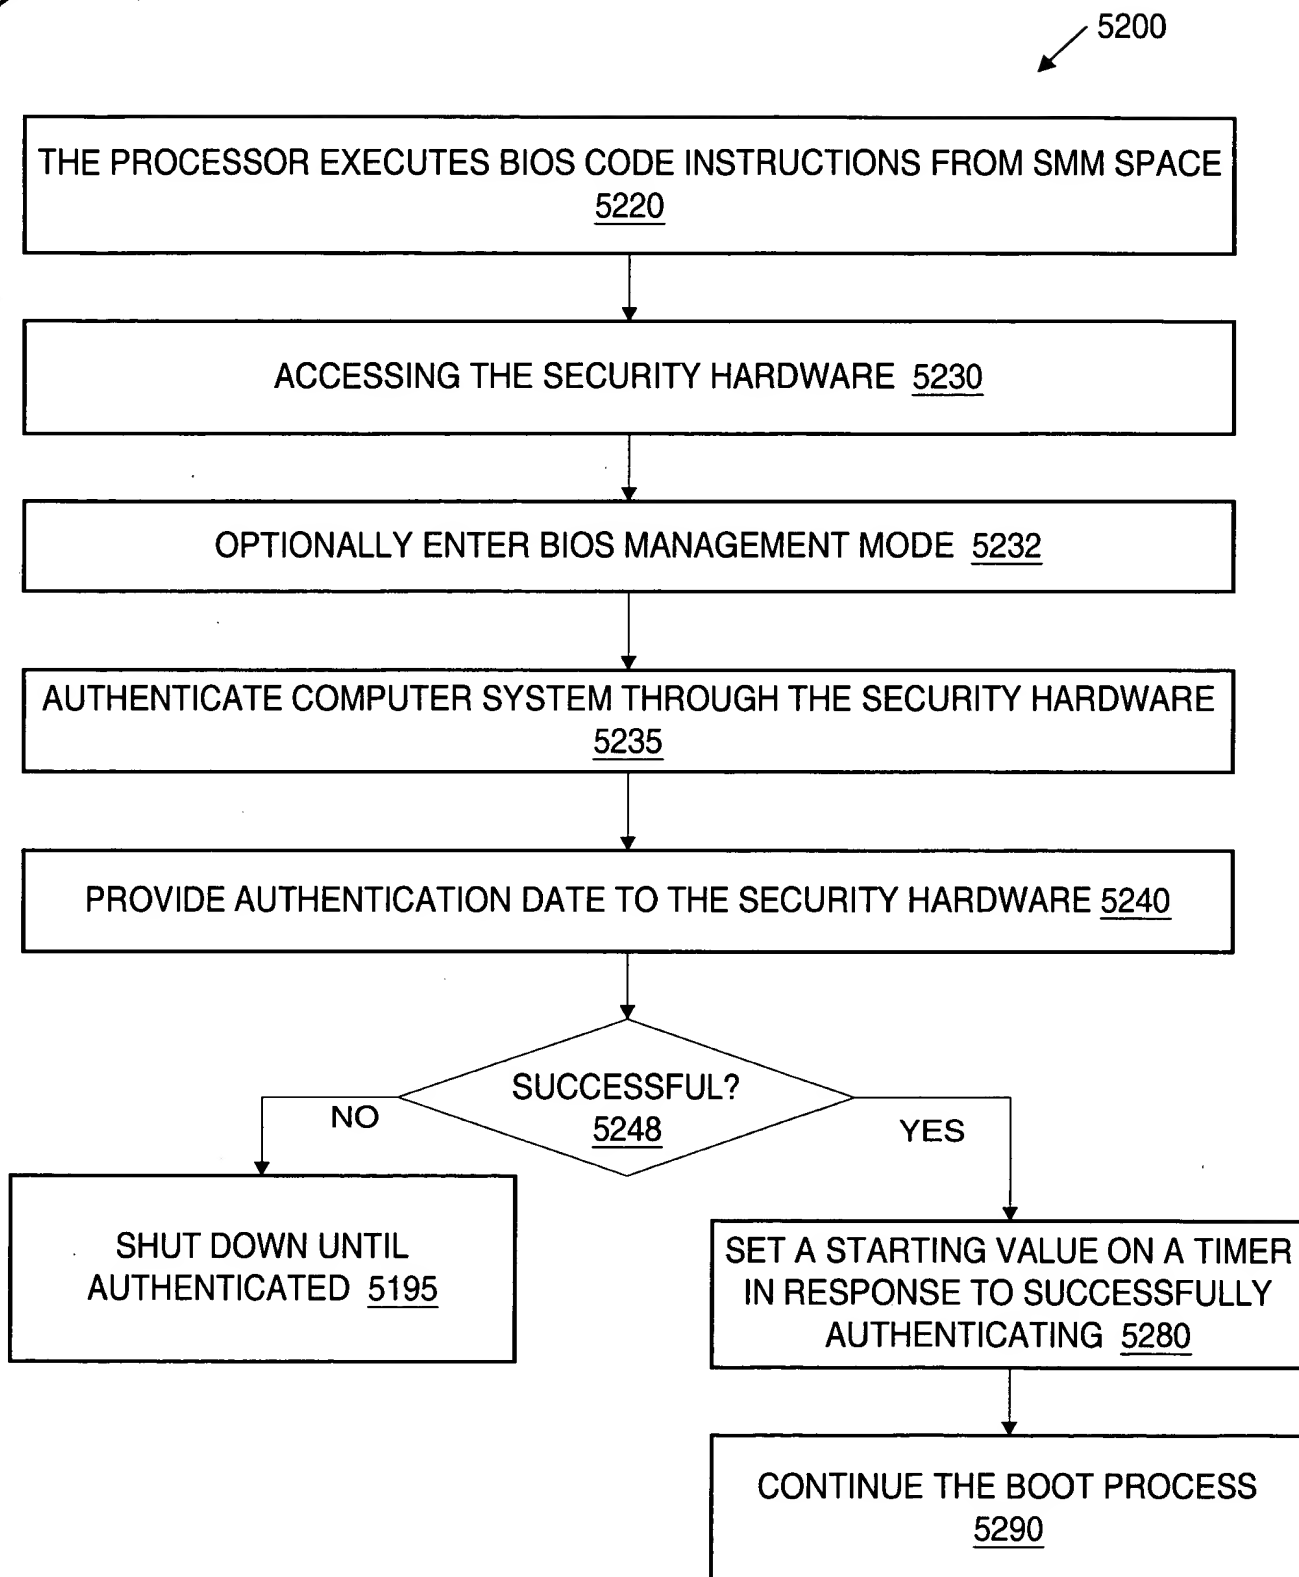 5200
THE PROCESSOR EXECUTES BIOS CODE INSTRUCTIONS FROM SMM SPACE
5220
ACCESSING THE SECURITY HARDWARE 5230
OPTIONALLY ENTER BIOS MANAGEMENT MODE 5232
AUTHENTICATE COMPUTER SYSTEM THROUGH THE SECURITY HARDWARE
5235
PROVIDE AUTHENTICATION DATE TO THE SECURITY HARDWARE 5240
SUCCESSFUL?
5248
NO
YES
SHUT DOWN UNTIL
AUTHENTICATED 5195
SET A STARTING VALUE ON A TIMER
IN RESPONSE TO SUCCESSFULLY
AUTHENTICATING 5280
CONTINUE THE BOOT PROCESS
5290